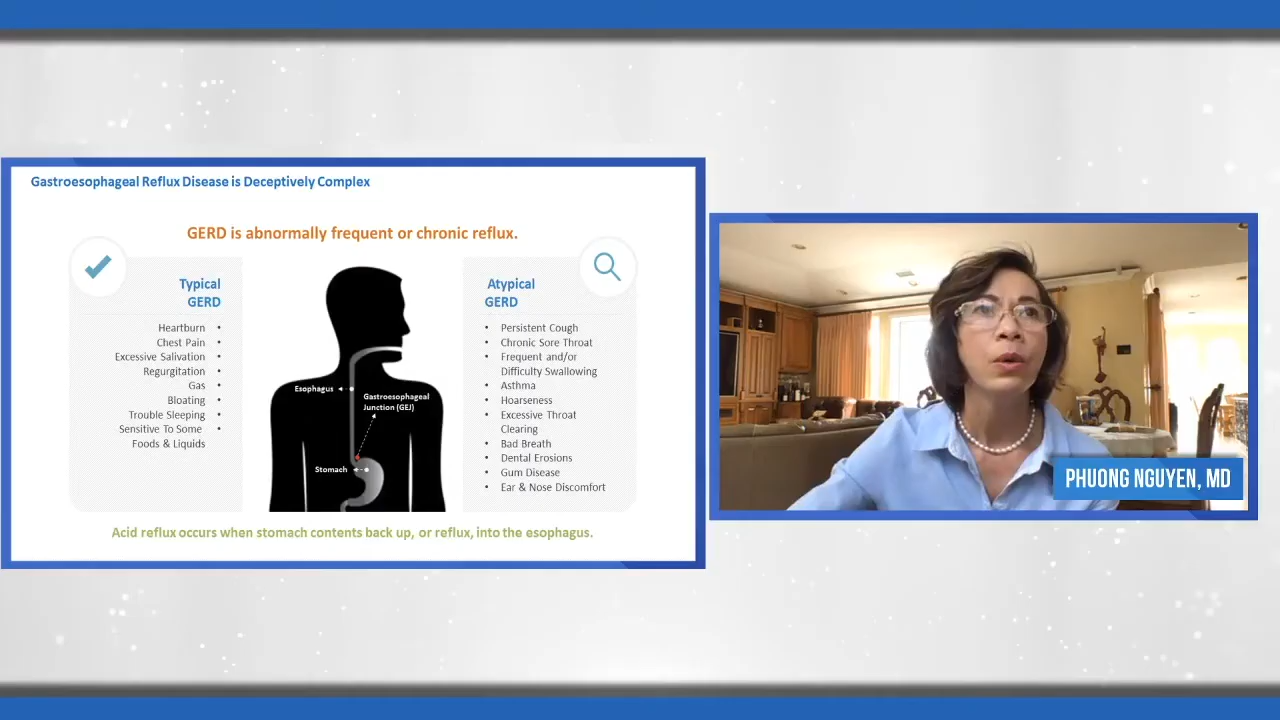 Gastroesophageal Reflux Disease is Deceptively Complex
GERD is abnormally frequent or chronic reflux.
Typical
GERD
Heartburn •
Chest Pain •
Excessive Salivation •
Regurgitation •
Gas •
Bloating •
Trouble Sleeping •
Sensitive To Some •
Foods & Liquids
Esophagus
Gastroesophageal
Junction (GEJ)
Stomach
Atypical
GERD
• Persistent Cough
• Chronic Sore Throat
• Frequent and/or
Difficulty Swallowing
• Asthma
• Hoarseness
• Excessive Throat
Clearing
• Bad Breath
• Dental Erosions
• Gum Disease
• Ear & Nose Discomfort
Acid reflux occurs when stomach contents back up, or reflux, into the esophagus.
PHUONG NGUYEN, MD